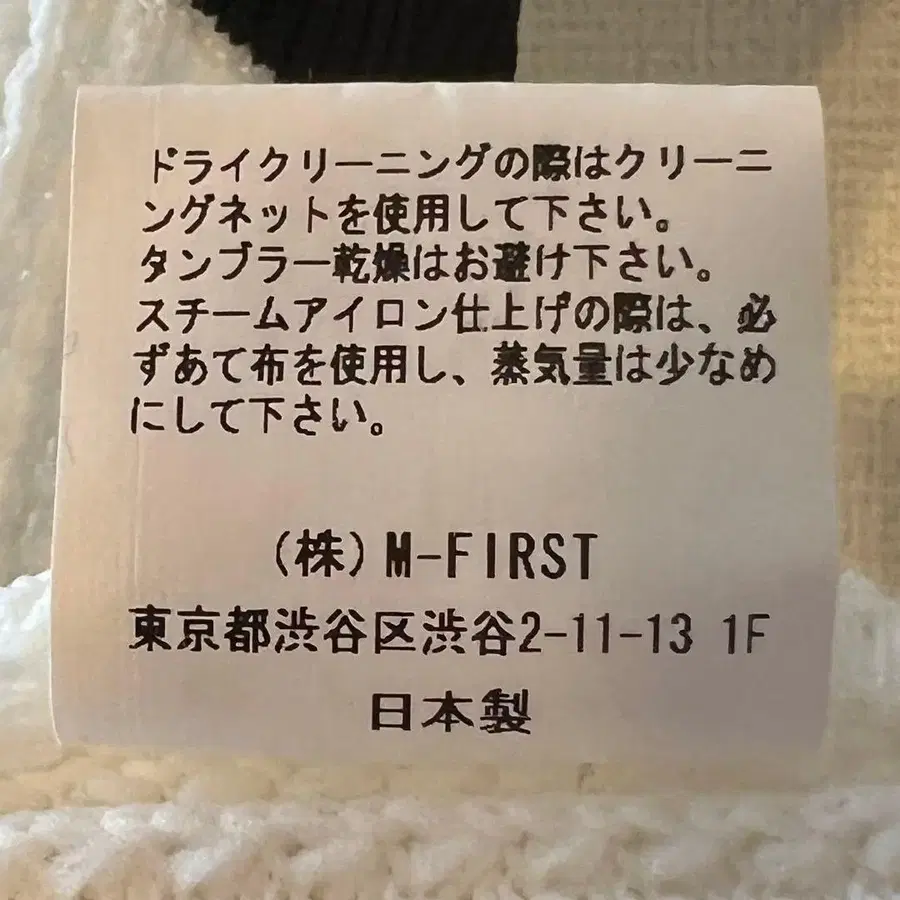 ドライクリーニングの際はクリーニ
ングネットを使用して下さい。
タンブラー乾燥はお避け下さい。
スチームアイロン仕上げの際は、必
ずあて布を使用し、蒸気量は少なめ
にして下さい。
(株)M-FIRST
東京都渋谷区渋谷2-11-13 1F
日本製